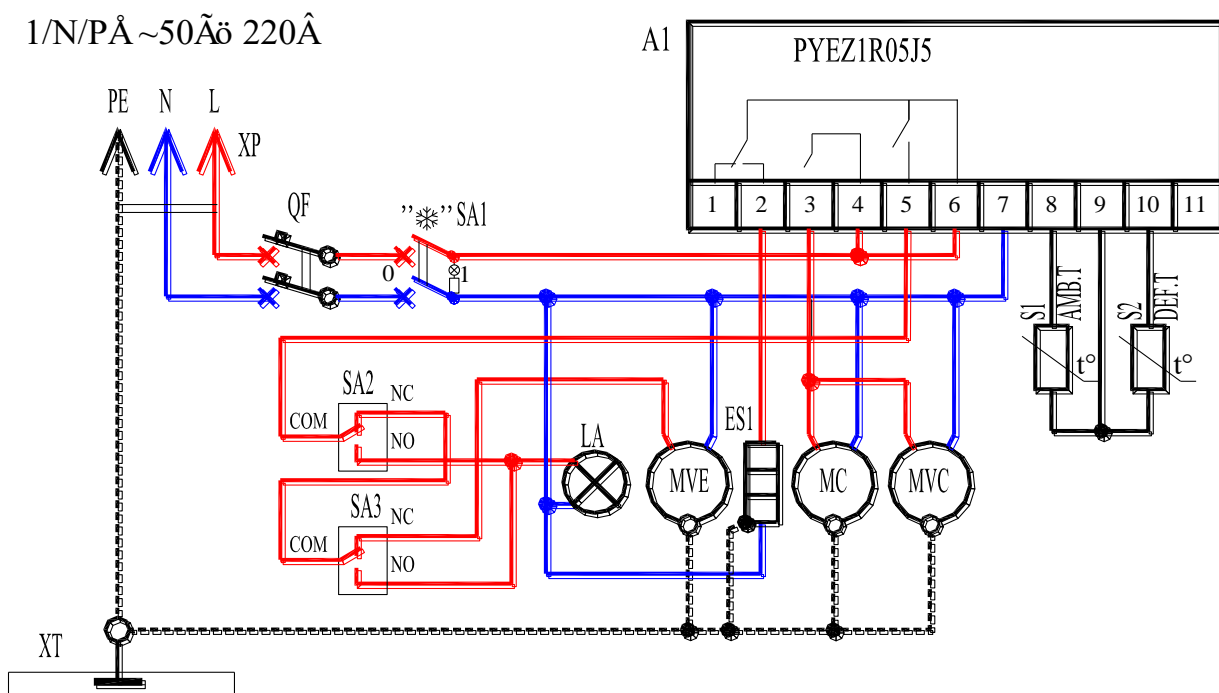 1/N/PÅ ~50Ãö 220Â
A1
PYEZ1R05J5
PE N L
XP
1 2 3 4 5 6 7 8 9 10 11
QF
”❄” SA1
0 1
S1
AMB.T
t°
S2
DEF.T
t°
SA2
NC
COM
NO
SA3
NC
COM
NO
LA
MVE
ES1
MC
MVC
XT